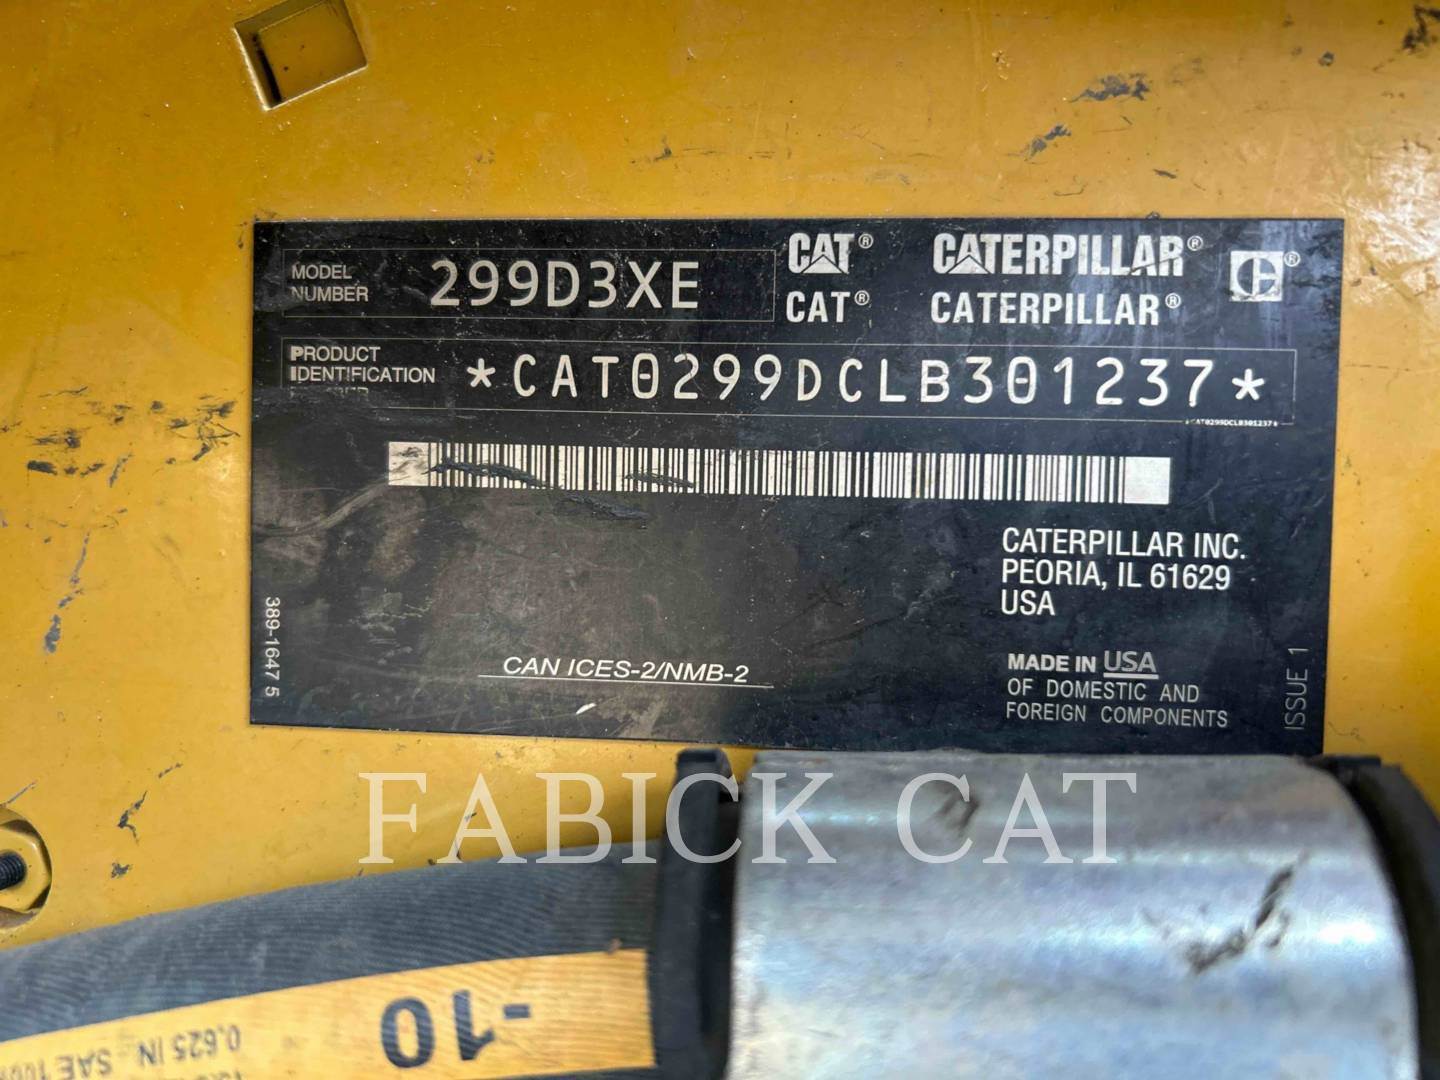 MODEL NUMBER 299D3XE
CAT® CATERPILLAR®
CAT® CATERPILLAR®
PRODUCT
IDENTIFICATION
NUMBER
*CAT0299DCLB301237*
*CAT0299DCLB301237*
CATERPILLAR INC.
PEORIA, IL 61629
USA
389-1647 5
CAN ICES-2/NMB-2
MADE IN USA
OF DOMESTIC AND
FOREIGN COMPONENTS
ISSUE 1
FABICK CAT
-10
0.625 IN